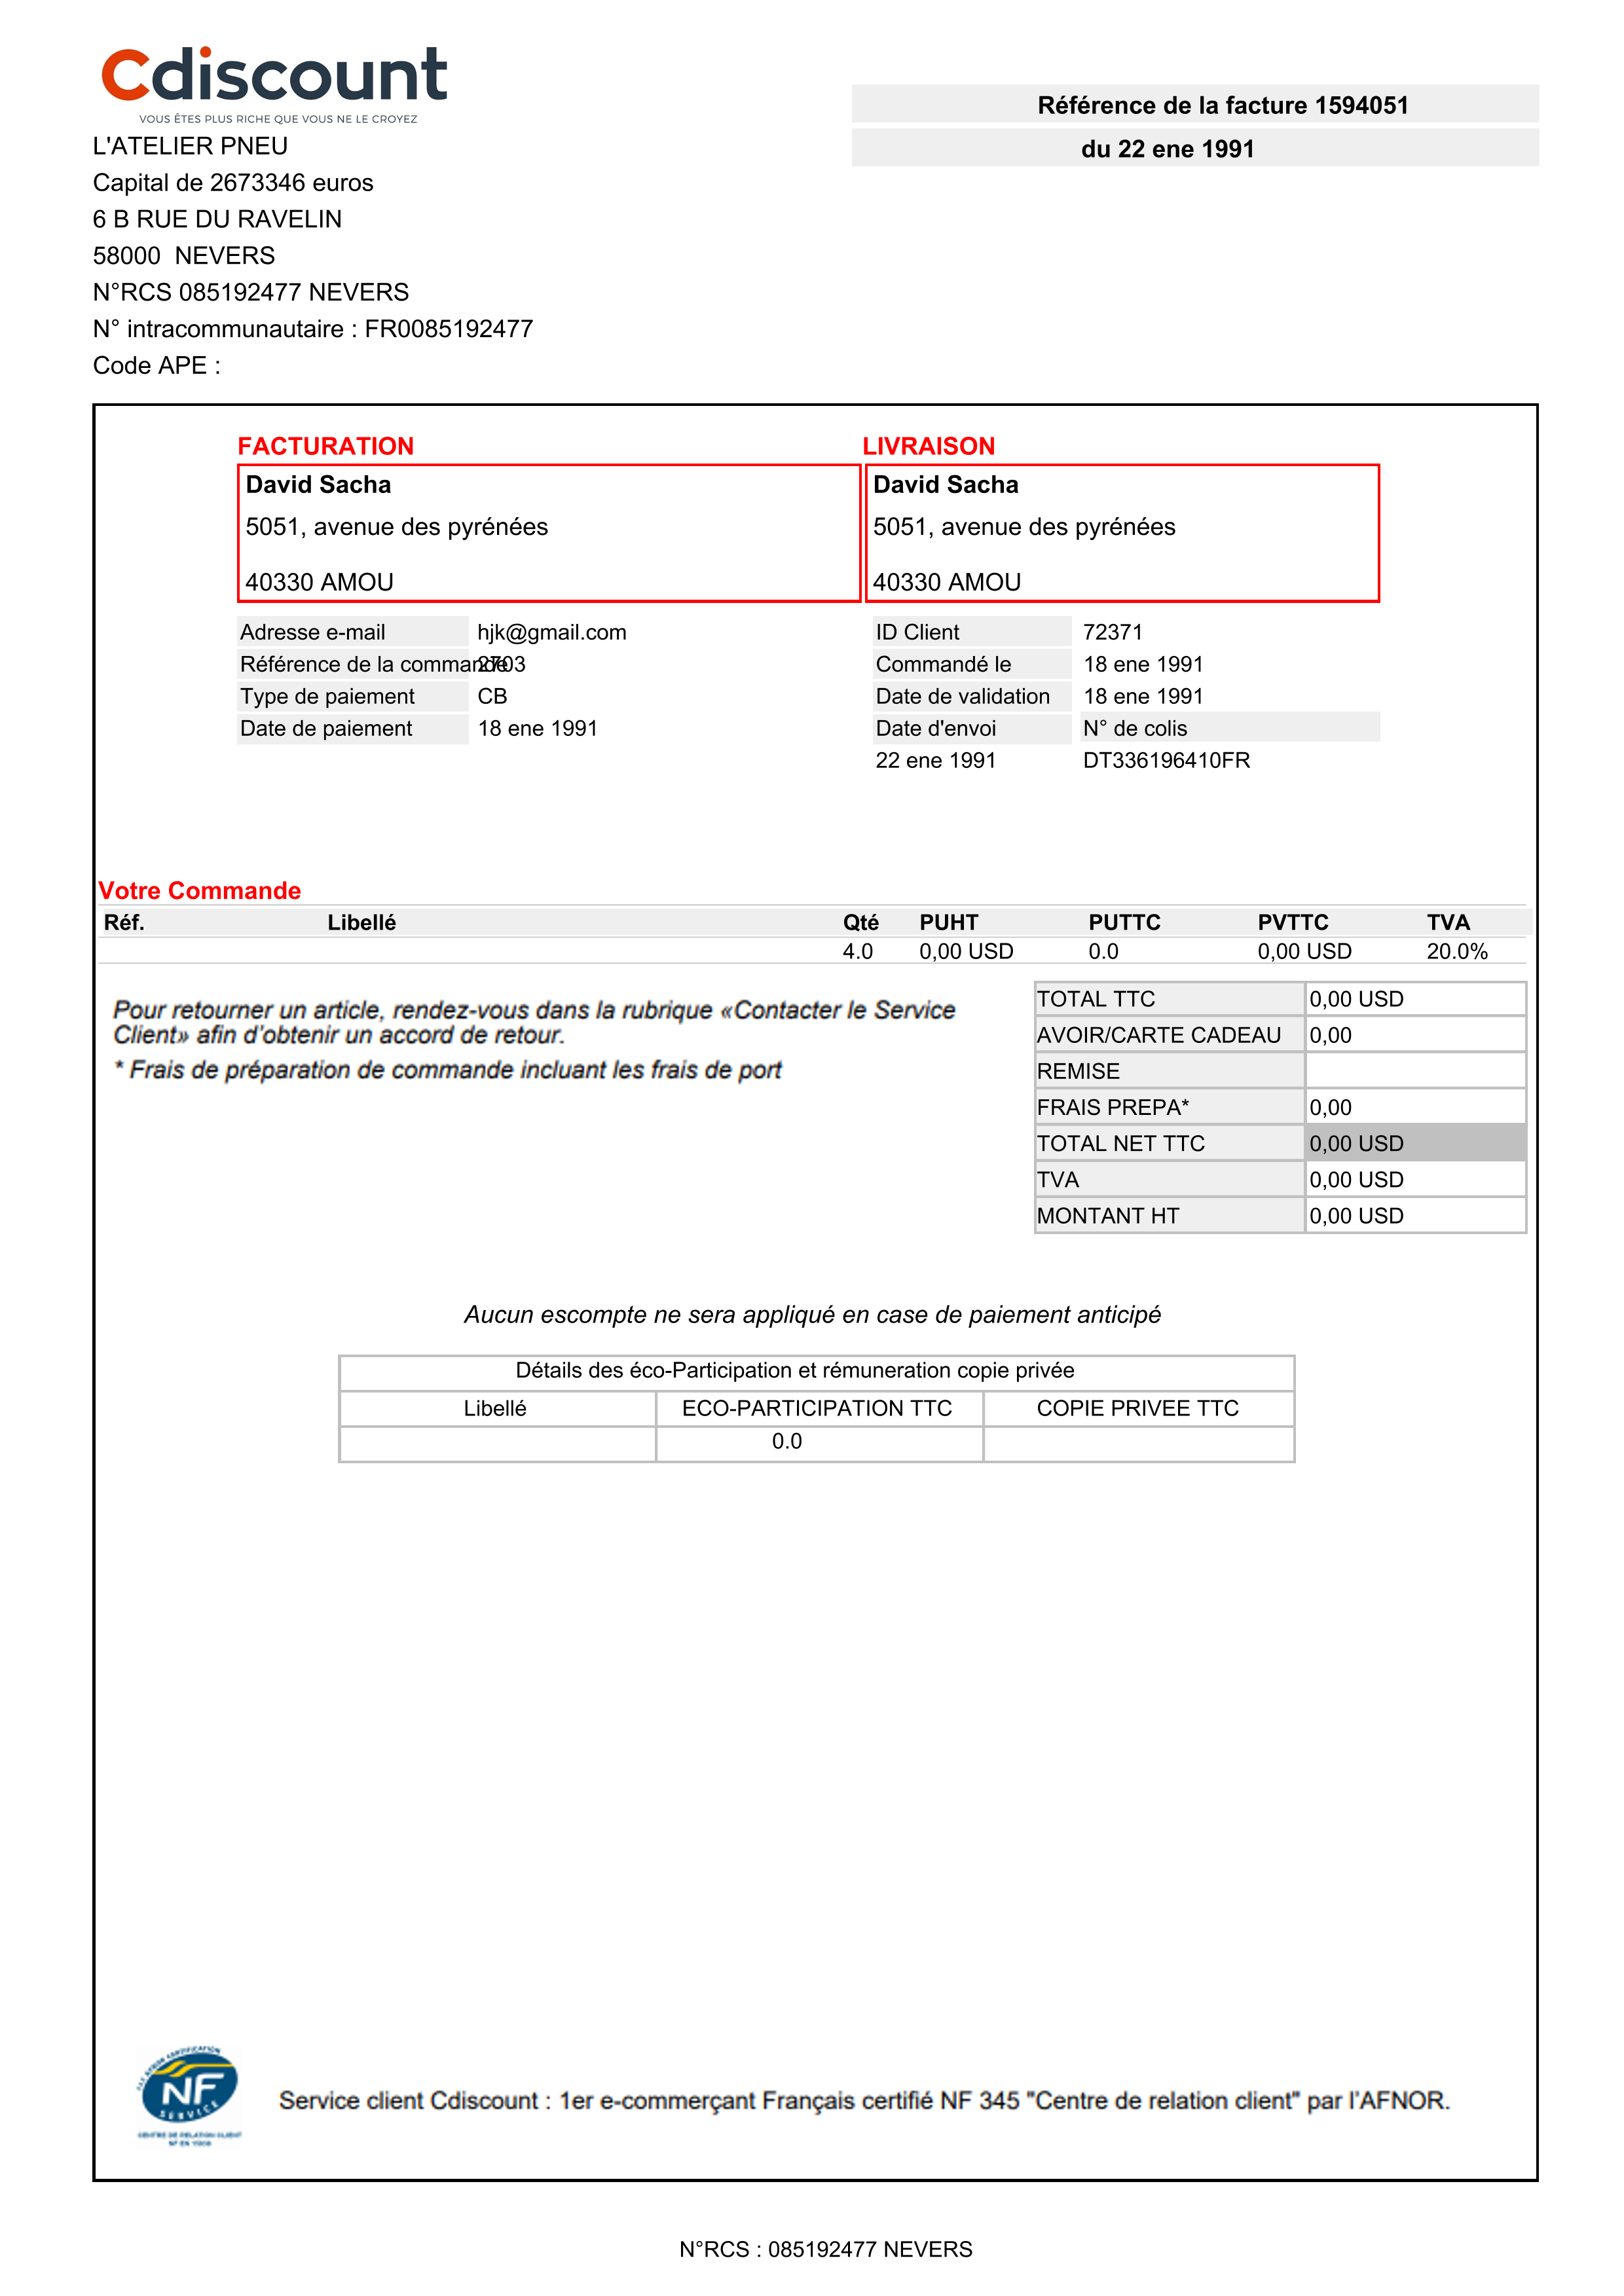 Cdiscount
VOUS ÊTES PLUS RICHE QUE VOUS NE LE CROYEZ
Référence de la facture 1594051
du 22 ene 1991
L'ATELIER PNEU
Capital de 2673346 euros
6 B RUE DU RAVELIN
58000 NEVERS
N°RCS 085192477 NEVERS
N° intracommunautaire : FR0085192477
Code APE :
FACTURATION
David Sacha
5051, avenue des pyrénées
40330 AMOU
LIVRAISON
David Sacha
5051, avenue des pyrénées
40330 AMOU
Adresse e-mail hjk@gmail.com
Référence de la commande 2703
Type de paiement CB
Date de paiement 18 ene 1991
ID Client 72371
Commandé le 18 ene 1991
Date de validation 18 ene 1991
Date d'envoi N° de colis
22 ene 1991 DT336196410FR
Votre Commande
Réf. Libellé Qté PUHT PUTTC PVTTC TVA
4.0 0,00 USD 0.0 0,00 USD 20.0%
Pour retourner un article, rendez-vous dans la rubrique «Contacter le Service
Client» afin d'obtenir un accord de retour.
* Frais de préparation de commande incluant les frais de port
TOTAL TTC 0,00 USD
AVOIR/CARTE CADEAU 0,00
REMISE
FRAIS PREPA* 0,00
TOTAL NET TTC 0,00 USD
TVA 0,00 USD
MONTANT HT 0,00 USD
Aucun escompte ne sera appliqué en case de paiement anticipé
Détails des éco-Participation et rémuneration copie privée
Libellé ECO-PARTICIPATION TTC COPIE PRIVEE TTC
0.0
NF
SERVICE
CENTRE DE RELATION CLIENT
Service client Cdiscount : 1er e-commerçant Français certifié NF 345 "Centre de relation client" par l'AFNOR.
N°RCS : 085192477 NEVERS